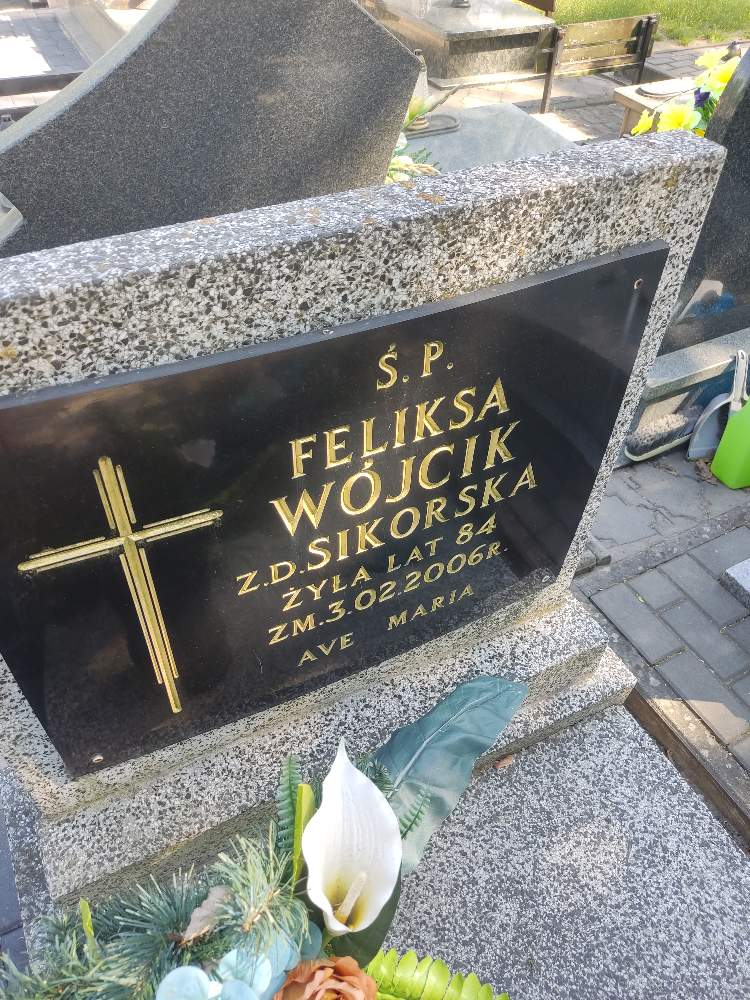 Ś. P.
FELIKSA
WÓJCIK
Z.D.SIKORSKA
ŻYŁA LAT 84
ZM.3.02.2006R.
AVE MARIA